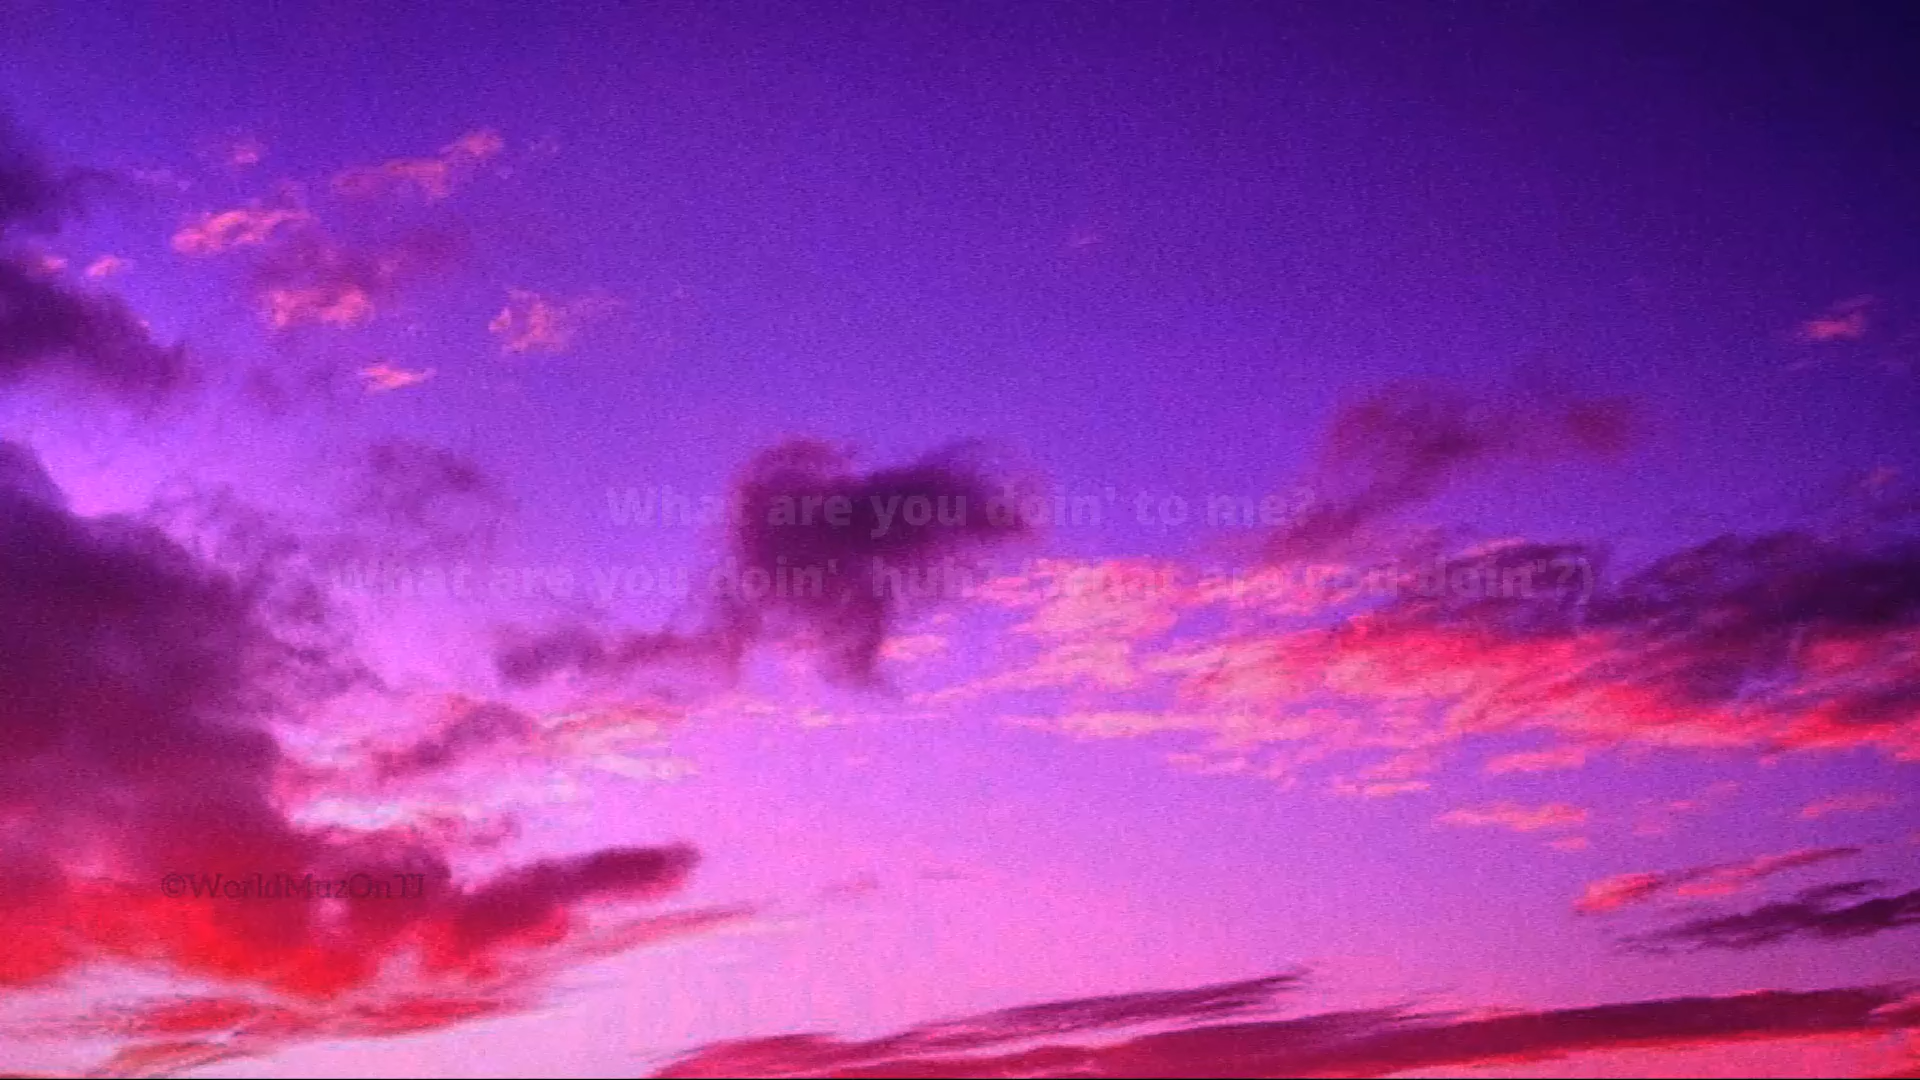 What are you doin' to me?
What are you doin', huh? (What are you doin'?)
©WorldMuzOnTJ